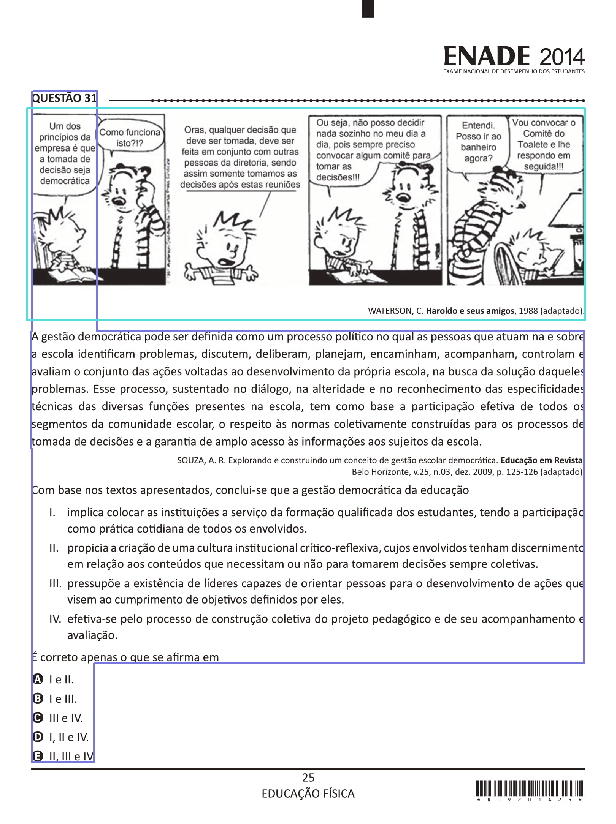 ENADE 2014
EXAME NACIONAL DE DESEMPENHO DOS ESTUDANTES
QUESTÃO 31
Um dos
princípios da
empresa é que
a tomada de
decisão seja
democrática
Como funciona
isto?!?
Oras, qualquer decisão que
deve ser tomada, deve ser
feita em conjunto com outras
pessoas da diretoria, sendo
assim somente tomamos as
decisões após estas reuniões
Ou seja, não posso decidir
nada sozinho no meu dia a
dia, pois sempre preciso
convocar algum comitê para
tomar as
decisões!!!
Entendi.
Posso ir ao
banheiro
agora?
Vou convocar o
Comitê do
Toalete e lhe
respondo em
seguida!!!
WATERSON, C. Haroldo e seus amigos, 1988 (adaptado).
A gestão democrática pode ser definida como um processo político no qual as pessoas que atuam na e sobre
a escola identificam problemas, discutem, deliberam, planejam, encaminham, acompanham, controlam e
avaliam o conjunto das ações voltadas ao desenvolvimento da própria escola, na busca da solução daqueles
problemas. Esse processo, sustentado no diálogo, na alteridade e no reconhecimento das especificidades
técnicas das diversas funções presentes na escola, tem como base a participação efetiva de todos os
segmentos da comunidade escolar, o respeito às normas coletivamente construídas para os processos de
tomada de decisões e a garantia de amplo acesso às informações aos sujeitos da escola.
SOUZA, A. R. Explorando e construindo um conceito de gestão escolar democrática. Educação em Revista
Belo Horizonte, v.25, n.03, dez. 2009, p. 125-126 (adaptado)
Com base nos textos apresentados, conclui-se que a gestão democrática da educação
I. implica colocar as instituições a serviço da formação qualificada dos estudantes, tendo a participação
como prática cotidiana de todos os envolvidos.
II. propicia a criação de uma cultura institucional crítico-reflexiva, cujos envolvidos tenham discernimento
em relação aos conteúdos que necessitam ou não para tomarem decisões sempre coletivas.
III. pressupõe a existência de líderes capazes de orientar pessoas para o desenvolvimento de ações que
visem ao cumprimento de objetivos definidos por eles.
IV. efetiva-se pelo processo de construção coletiva do projeto pedagógico e de seu acompanhamento e
avaliação.
É correto apenas o que se afirma em
A I e II.
B I e III.
C III e IV.
D I, II e IV.
E II, III e IV
25
EDUCAÇÃO FÍSICA